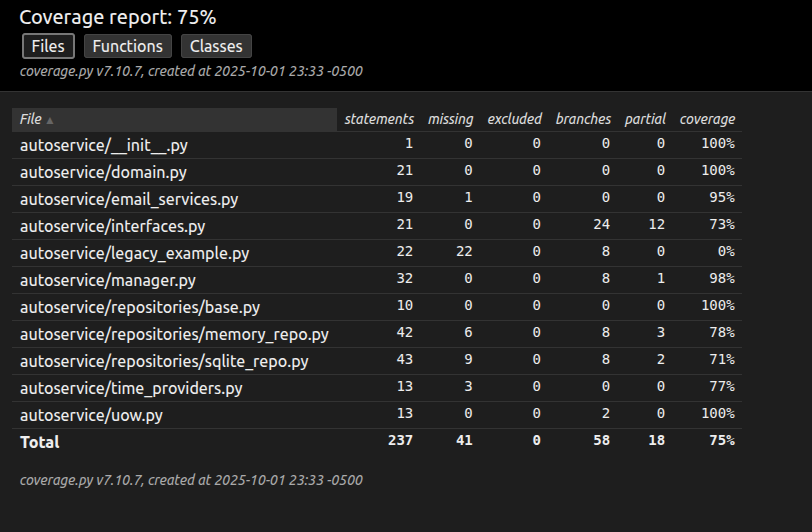 Coverage report: 75%
Files Functions Classes
coverage.py v7.10.7, created at 2025-10-01 23:33 -0500
File ▲ statements missing excluded branches partial coverage
autoservice/__init__.py 1 0 0 0 0 100%
autoservice/domain.py 21 0 0 0 0 100%
autoservice/email_services.py 19 1 0 0 0 95%
autoservice/interfaces.py 21 0 0 24 12 73%
autoservice/legacy_example.py 22 22 0 8 0 0%
autoservice/manager.py 32 0 0 8 1 98%
autoservice/repositories/base.py 10 0 0 0 0 100%
autoservice/repositories/memory_repo.py 42 6 0 8 3 78%
autoservice/repositories/sqlite_repo.py 43 9 0 8 2 71%
autoservice/time_providers.py 13 3 0 0 0 77%
autoservice/uow.py 13 0 0 2 0 100%
Total 237 41 0 58 18 75%
coverage.py v7.10.7, created at 2025-10-01 23:33 -0500